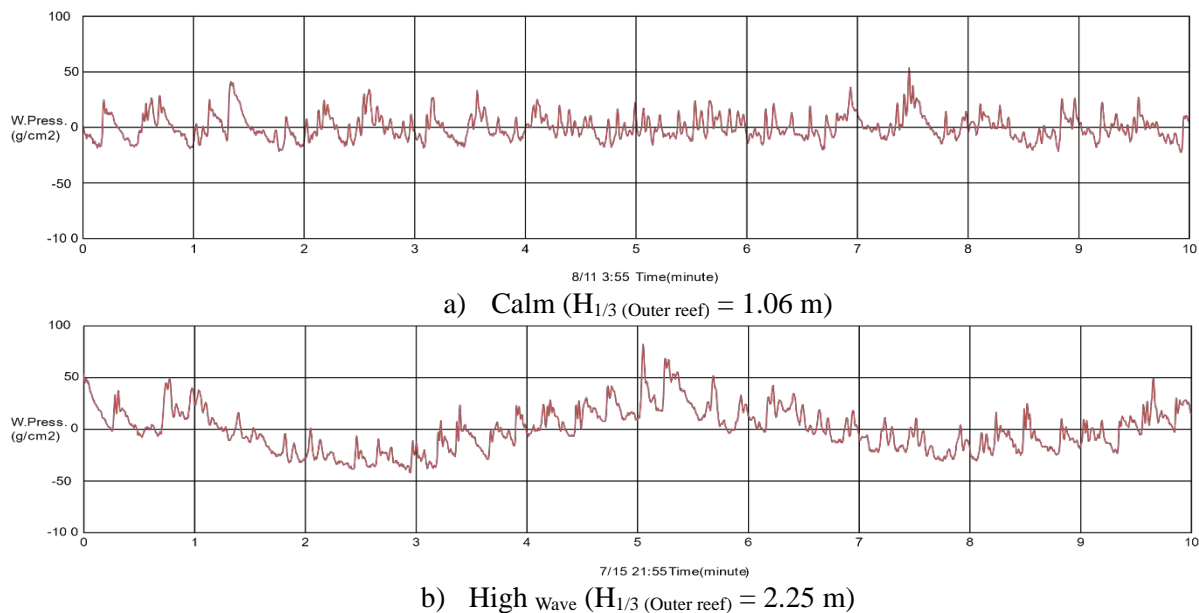 100
50
W.Press.
(g/cm2)
0
-50
-10 0
0 1 2 3 4 5 6 7 8 9 10
8/11 3:55 Time(minute)
a) Calm (H1/3 (Outer reef) = 1.06 m)
100
50
W.Press.
(g/cm2)
0
-50
-10 0
0 1 2 3 4 5 6 7 8 9 10
7/15 21:55Time(minute)
b) High Wave (H1/3 (Outer reef) = 2.25 m)